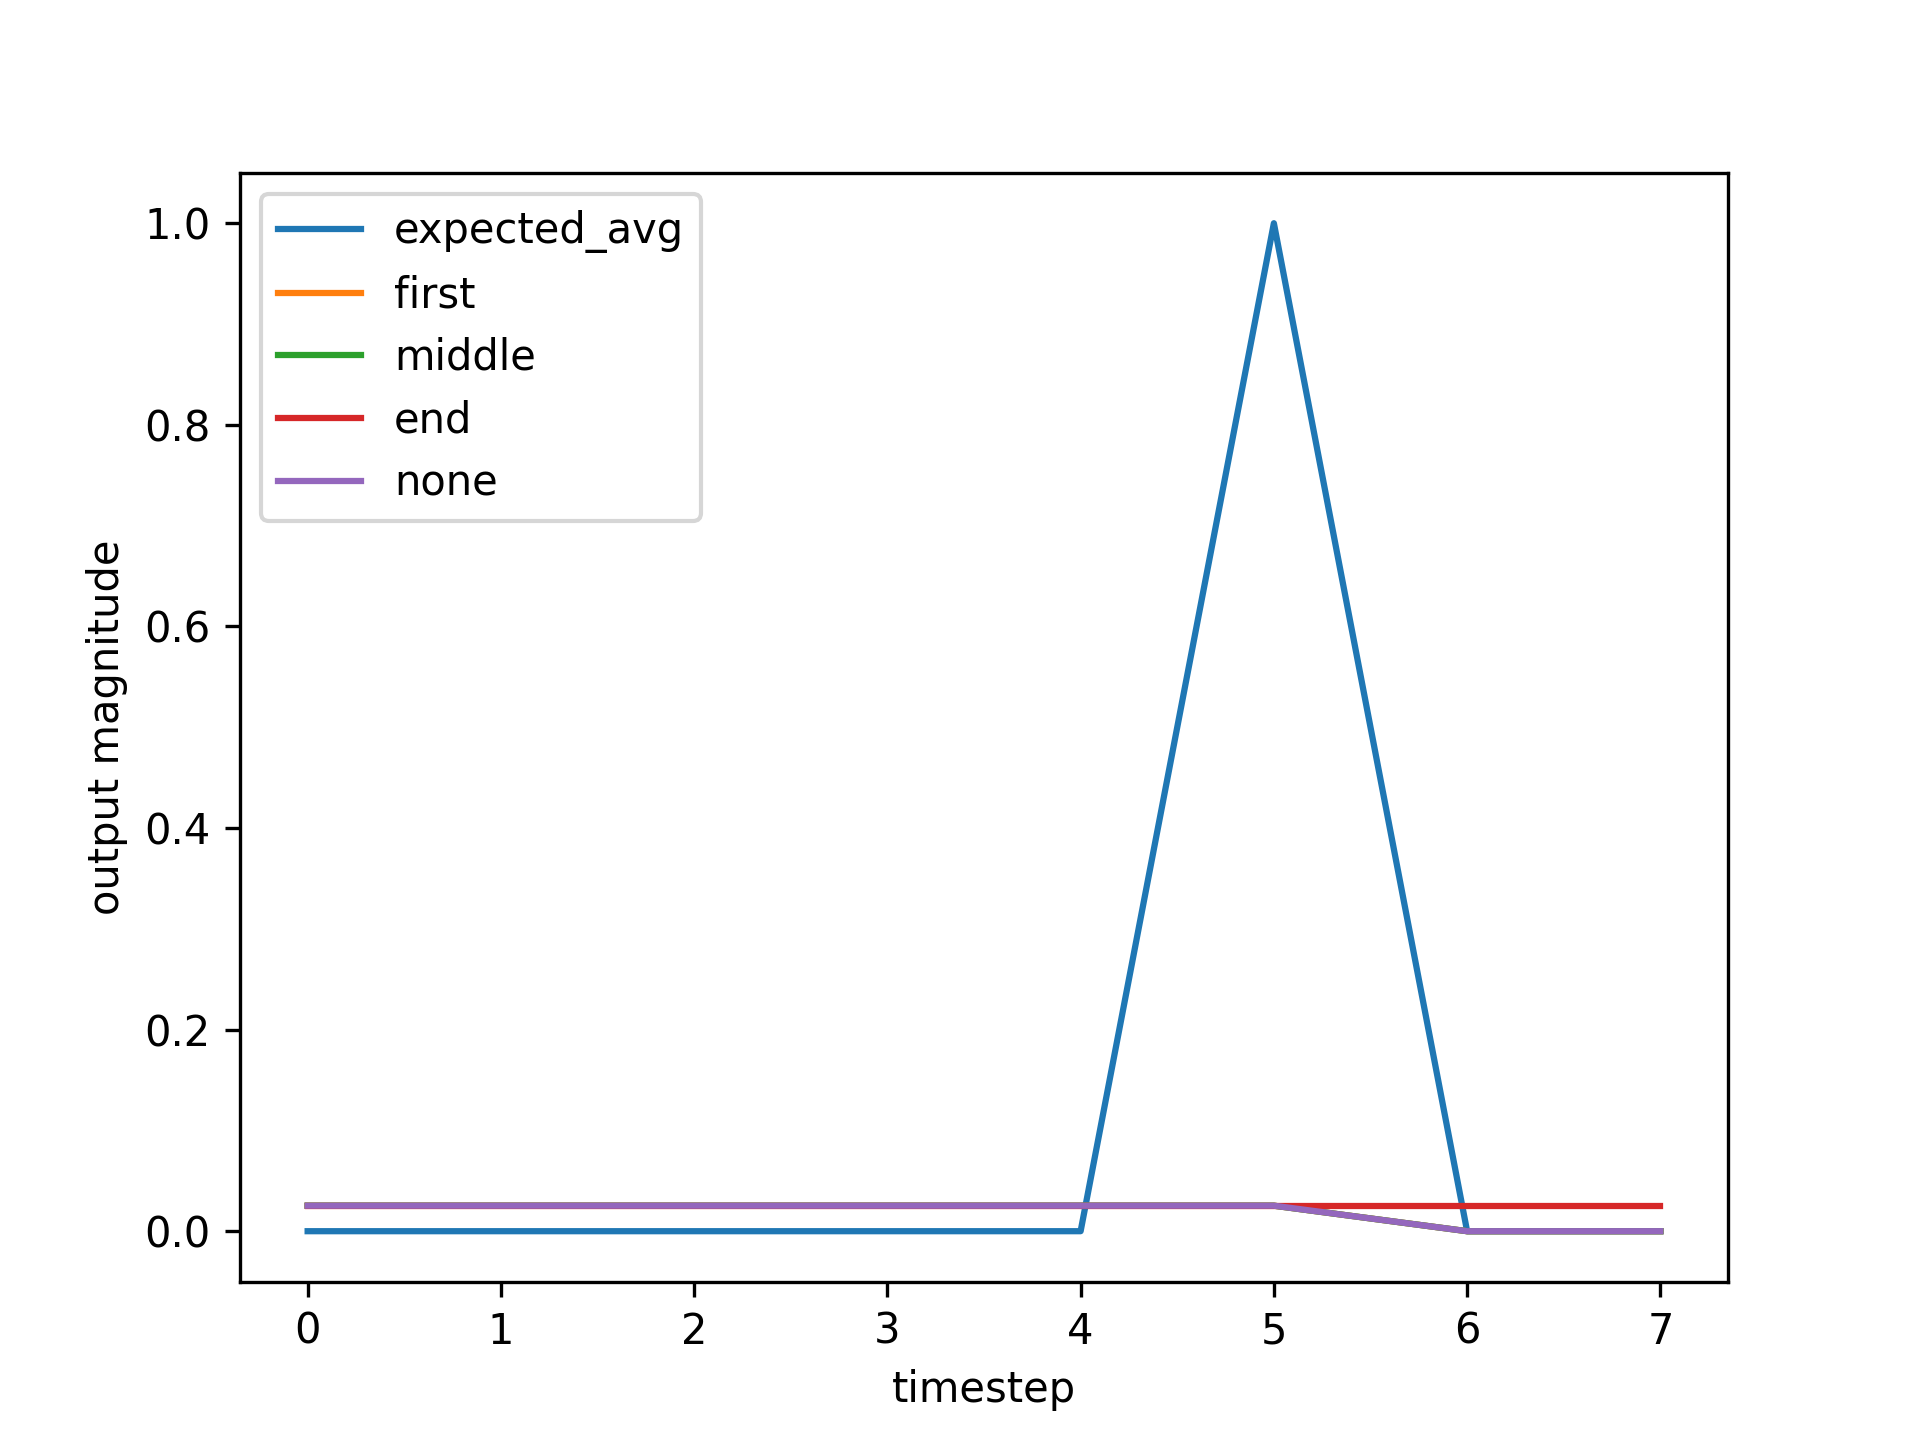 expected_avg
first
middle
end
none
1.0
0.8
0.6
0.4
0.2
0.0
output magnitude
0 1 2 3 4 5 6 7
timestep